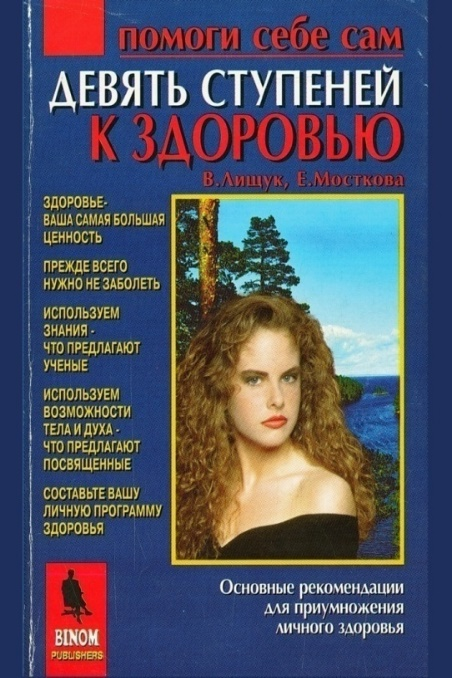 ПОМОГИ СЕБЕ САМ
ДЕВЯТЬ СТУПЕНЕЙ
К ЗДОРОВЬЮ
В.Лищук, Е.Мосткова
ЗДОРОВЬЕ-
ВАША САМАЯ БОЛЬШАЯ
ЦЕННОСТЬ
ПРЕЖДЕ ВСЕГО
НУЖНО НЕ ЗАБОЛЕТЬ
ИСПОЛЬЗУЕМ
ЗНАНИЯ -
ЧТО ПРЕДЛАГАЮТ
УЧЕНЫЕ
ИСПОЛЬЗУЕМ
ВОЗМОЖНОСТИ
ТЕЛА И ДУХА -
ЧТО ПРЕДЛАГАЮТ
ПОСВЯЩЕННЫЕ
СОСТАВЬТЕ ВАШУ
ЛИЧНУЮ ПРОГРАММУ
ЗДОРОВЬЯ
Основные рекомендации
для приумножения
личного здоровья
BINOM
PUBLISHERS